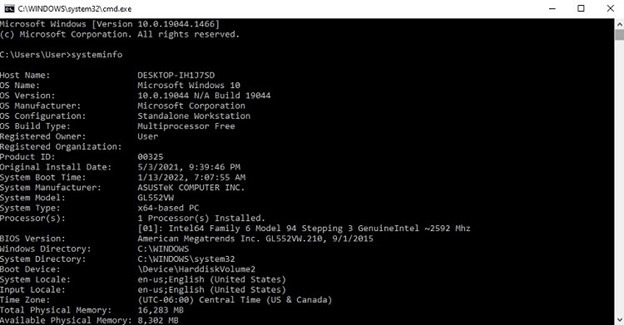 C:\WINDOWS\system32\cmd.exe
Microsoft Windows [Version 10.0.19044.1466]
(c) Microsoft Corporation. All rights reserved.
C:\Users\User>systeminfo
Host Name: DESKTOP-IH1J7SD
OS Name: Microsoft Windows 10
OS Version: 10.0.19044 N/A Build 19044
OS Manufacturer: Microsoft Corporation
OS Configuration: Standalone Workstation
OS Build Type: Multiprocessor Free
Registered Owner: User
Registered Organization:
Product ID: 00325
Original Install Date: 5/3/2021, 9:39:46 PM
System Boot Time: 1/13/2022, 7:07:55 AM
System Manufacturer: ASUSTeK COMPUTER INC.
System Model: GL552VW
System Type: x64-based PC
Processor(s): 1 Processor(s) Installed.
[01]: Intel64 Family 6 Model 94 Stepping 3 GenuineIntel ~2592 Mhz
BIOS Version: American Megatrends Inc. GL552VW.210, 9/1/2015
Windows Directory: C:\WINDOWS
System Directory: C:\WINDOWS\system32
Boot Device: \Device\HarddiskVolume2
System Locale: en-us;English (United States)
Input Locale: en-us;English (United States)
Time Zone: (UTC-06:00) Central Time (US & Canada)
Total Physical Memory: 16,283 MB
Available Physical Memory: 8,302 MB